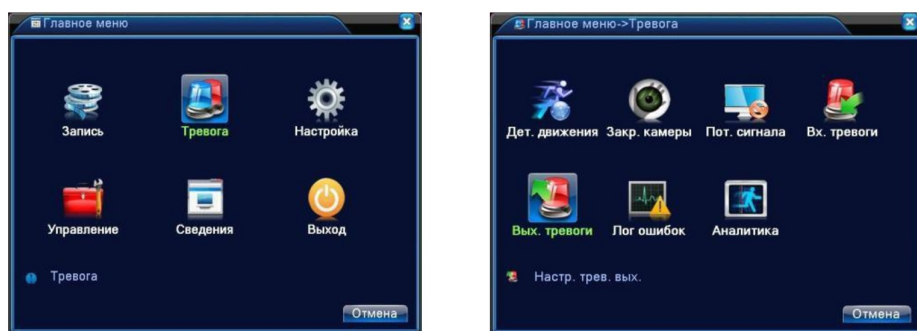 Главное меню
Запись
Тревога
Настройка
Управление
Сведения
Выход
Тревога
Отмена
Главное меню->Тревога
Дет. движения
Закр. камеры
Пот. сигнала
Вх. тревоги
Вых. тревоги
Лог ошибок
Аналитика
Настр. трев. вых.
Отмена